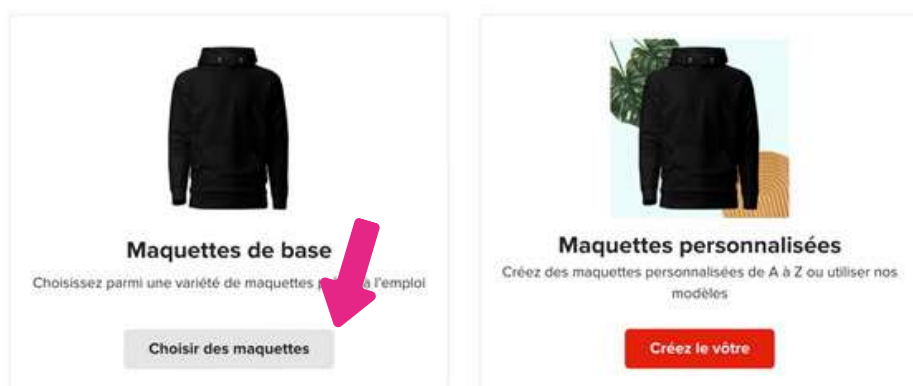 Maquettes de base
Choisissez parmi une variété de maquettes à l'emploi
Choisir des maquettes
Maquettes personnalisées
Créez des maquettes personnalisées de A à Z ou utiliser nos
modèles
Créez le vôtre